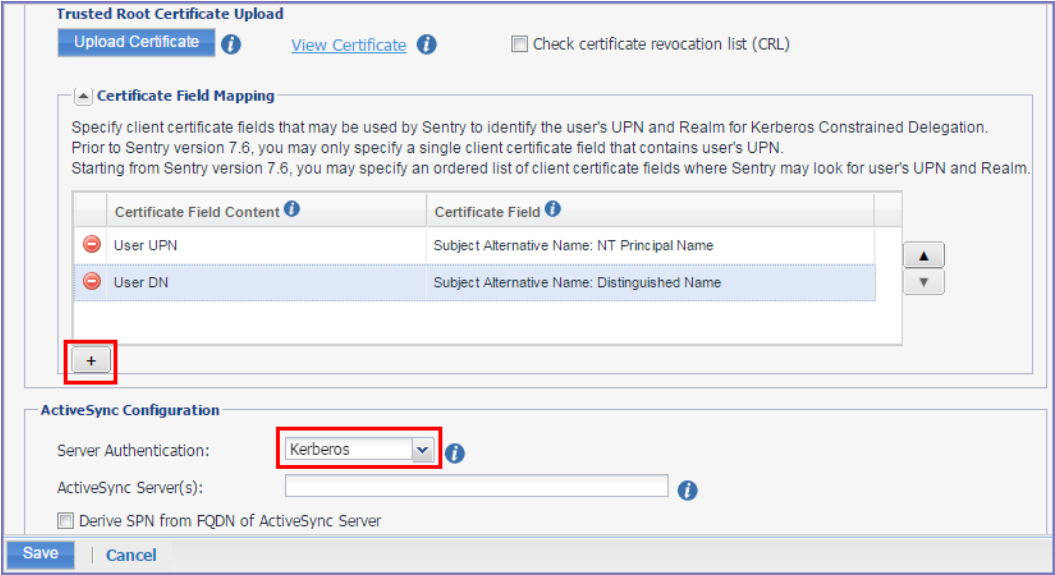 Trusted Root Certificate Upload
Upload Certificate View Certificate Check certificate revocation list (CRL)
Certificate Field Mapping
Specify client certificate fields that may be used by Sentry to identify the user's UPN and Realm for Kerberos Constrained Delegation.
Prior to Sentry version 7.6, you may only specify a single client certificate field that contains user's UPN.
Starting from Sentry version 7.6, you may specify an ordered list of client certificate fields where Sentry may look for user's UPN and Realm.
Certificate Field Content Certificate Field
User UPN Subject Alternative Name: NT Principal Name
User DN Subject Alternative Name: Distinguished Name
+
ActiveSync Configuration
Server Authentication: Kerberos
ActiveSync Server(s):
Derive SPN from FQDN of ActiveSync Server
Save | Cancel